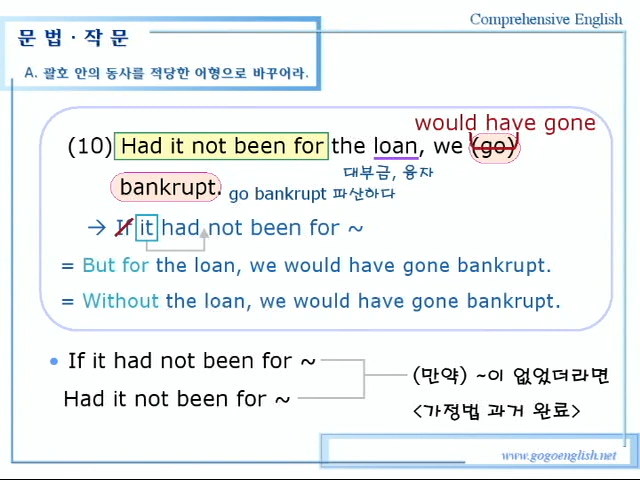 Comprehensive English
문 법 · 작 문
A. 괄호 안의 동사를 적당한 어형으로 바꾸어라.
would have gone
(10) Had it not been for the loan, we (go)
대부금, 융자
bankrupt. go bankrupt 파산하다
→ If it had not been for ~
= But for the loan, we would have gone bankrupt.
= Without the loan, we would have gone bankrupt.
• If it had not been for ~
Had it not been for ~
(만약) ~이 없었더라면
<가정법 과거 완료>
www.gogoenglish.net